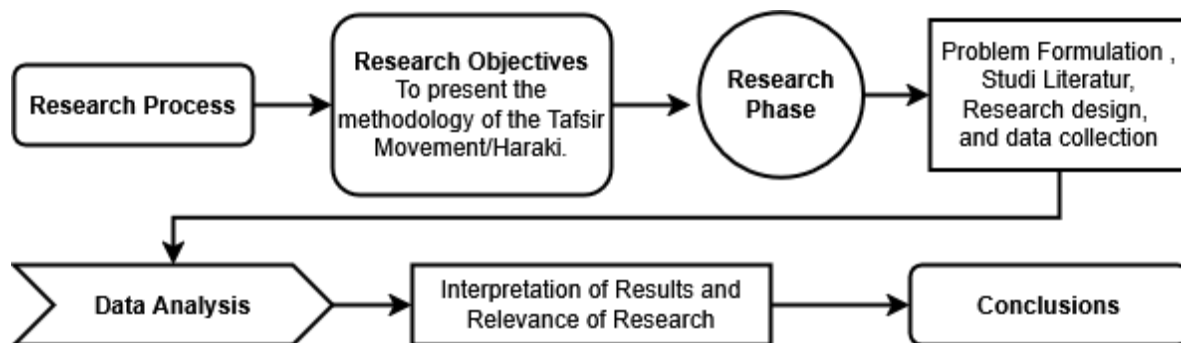 Research Process
Research Objectives
To present the
methodology of the Tafsir
Movement/Haraki.
Research
Phase
Problem Formulation ,
Studi Literatur,
Research design,
and data collection
Data Analysis
Interpretation of Results and
Relevance of Research
Conclusions